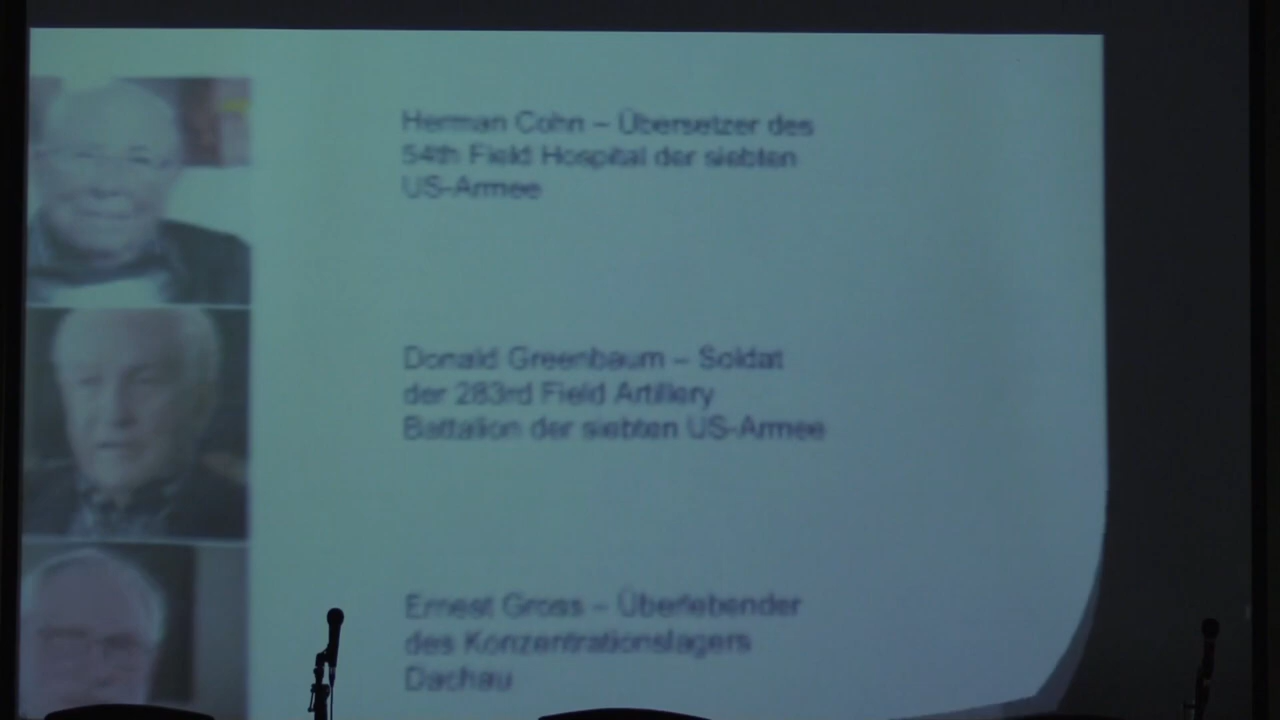 Herman Cohn – Übersetzer des
54th Field Hospital der siebten
US-Armee
Donald Greenbaum – Soldat
der 283rd Field Artillery
Battalion der siebten US-Armee
Ernest Gross – Überlebender
des Konzentrationslagers
Dachau